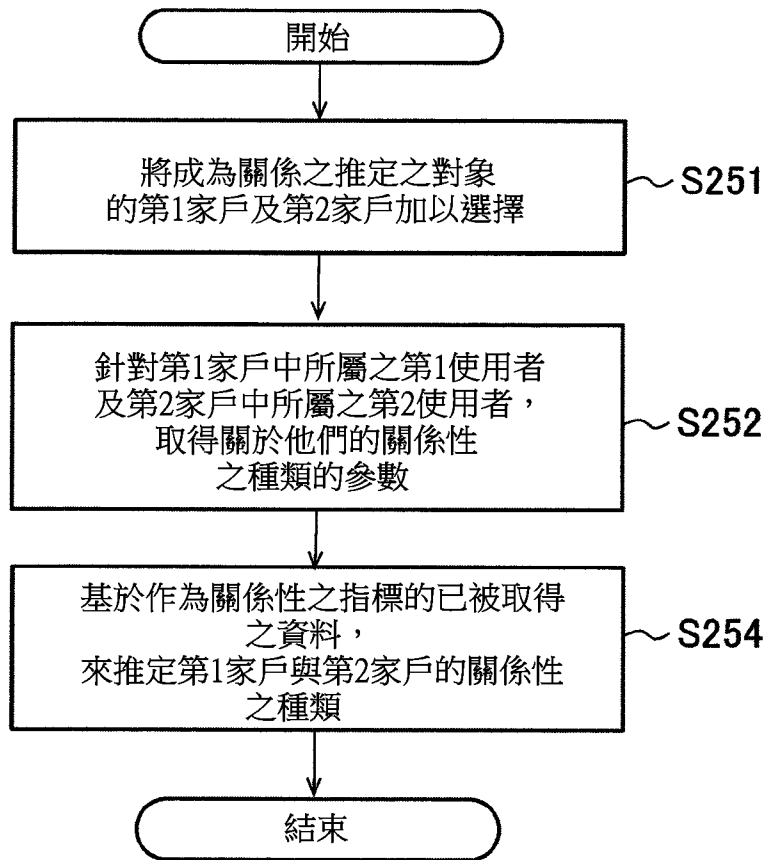 開始
將成為關係之推定之對象
的第1家戶及第2家戶加以選擇
S251
針對第1家戶中所屬之第1使用者
及第2家戶中所屬之第2使用者，
取得關於他們的關係性
之種類的參數
S252
基於作為關係性之指標的已被取得
之資料，
來推定第1家戶與第2家戶的關係性
之種類
S254
結束